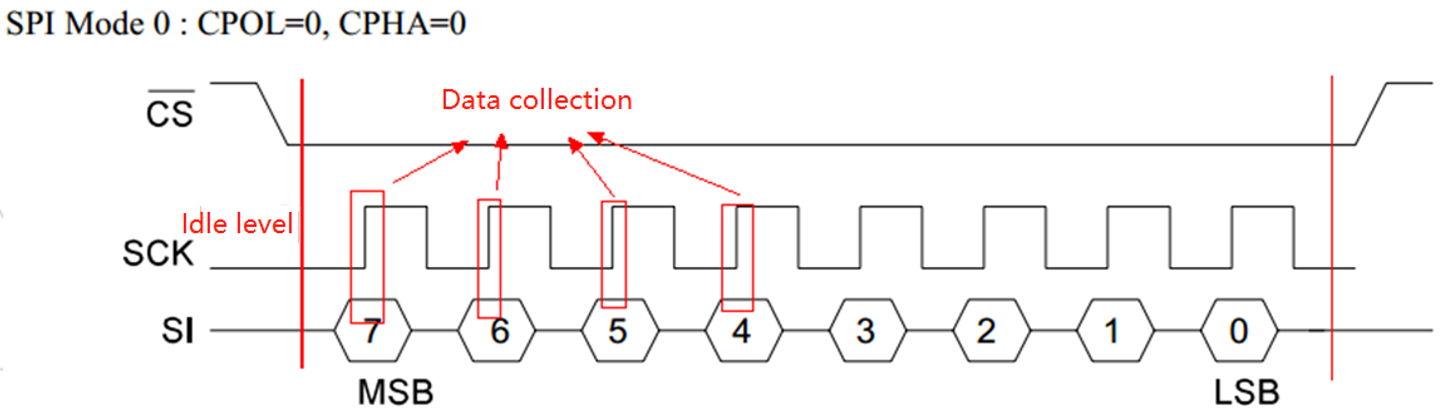 SPI Mode 0 : CPOL=0, CPHA=0
CS
Data collection
Idle level
SCK
SI
7 6 5 4 3 2 1 0
MSB LSB